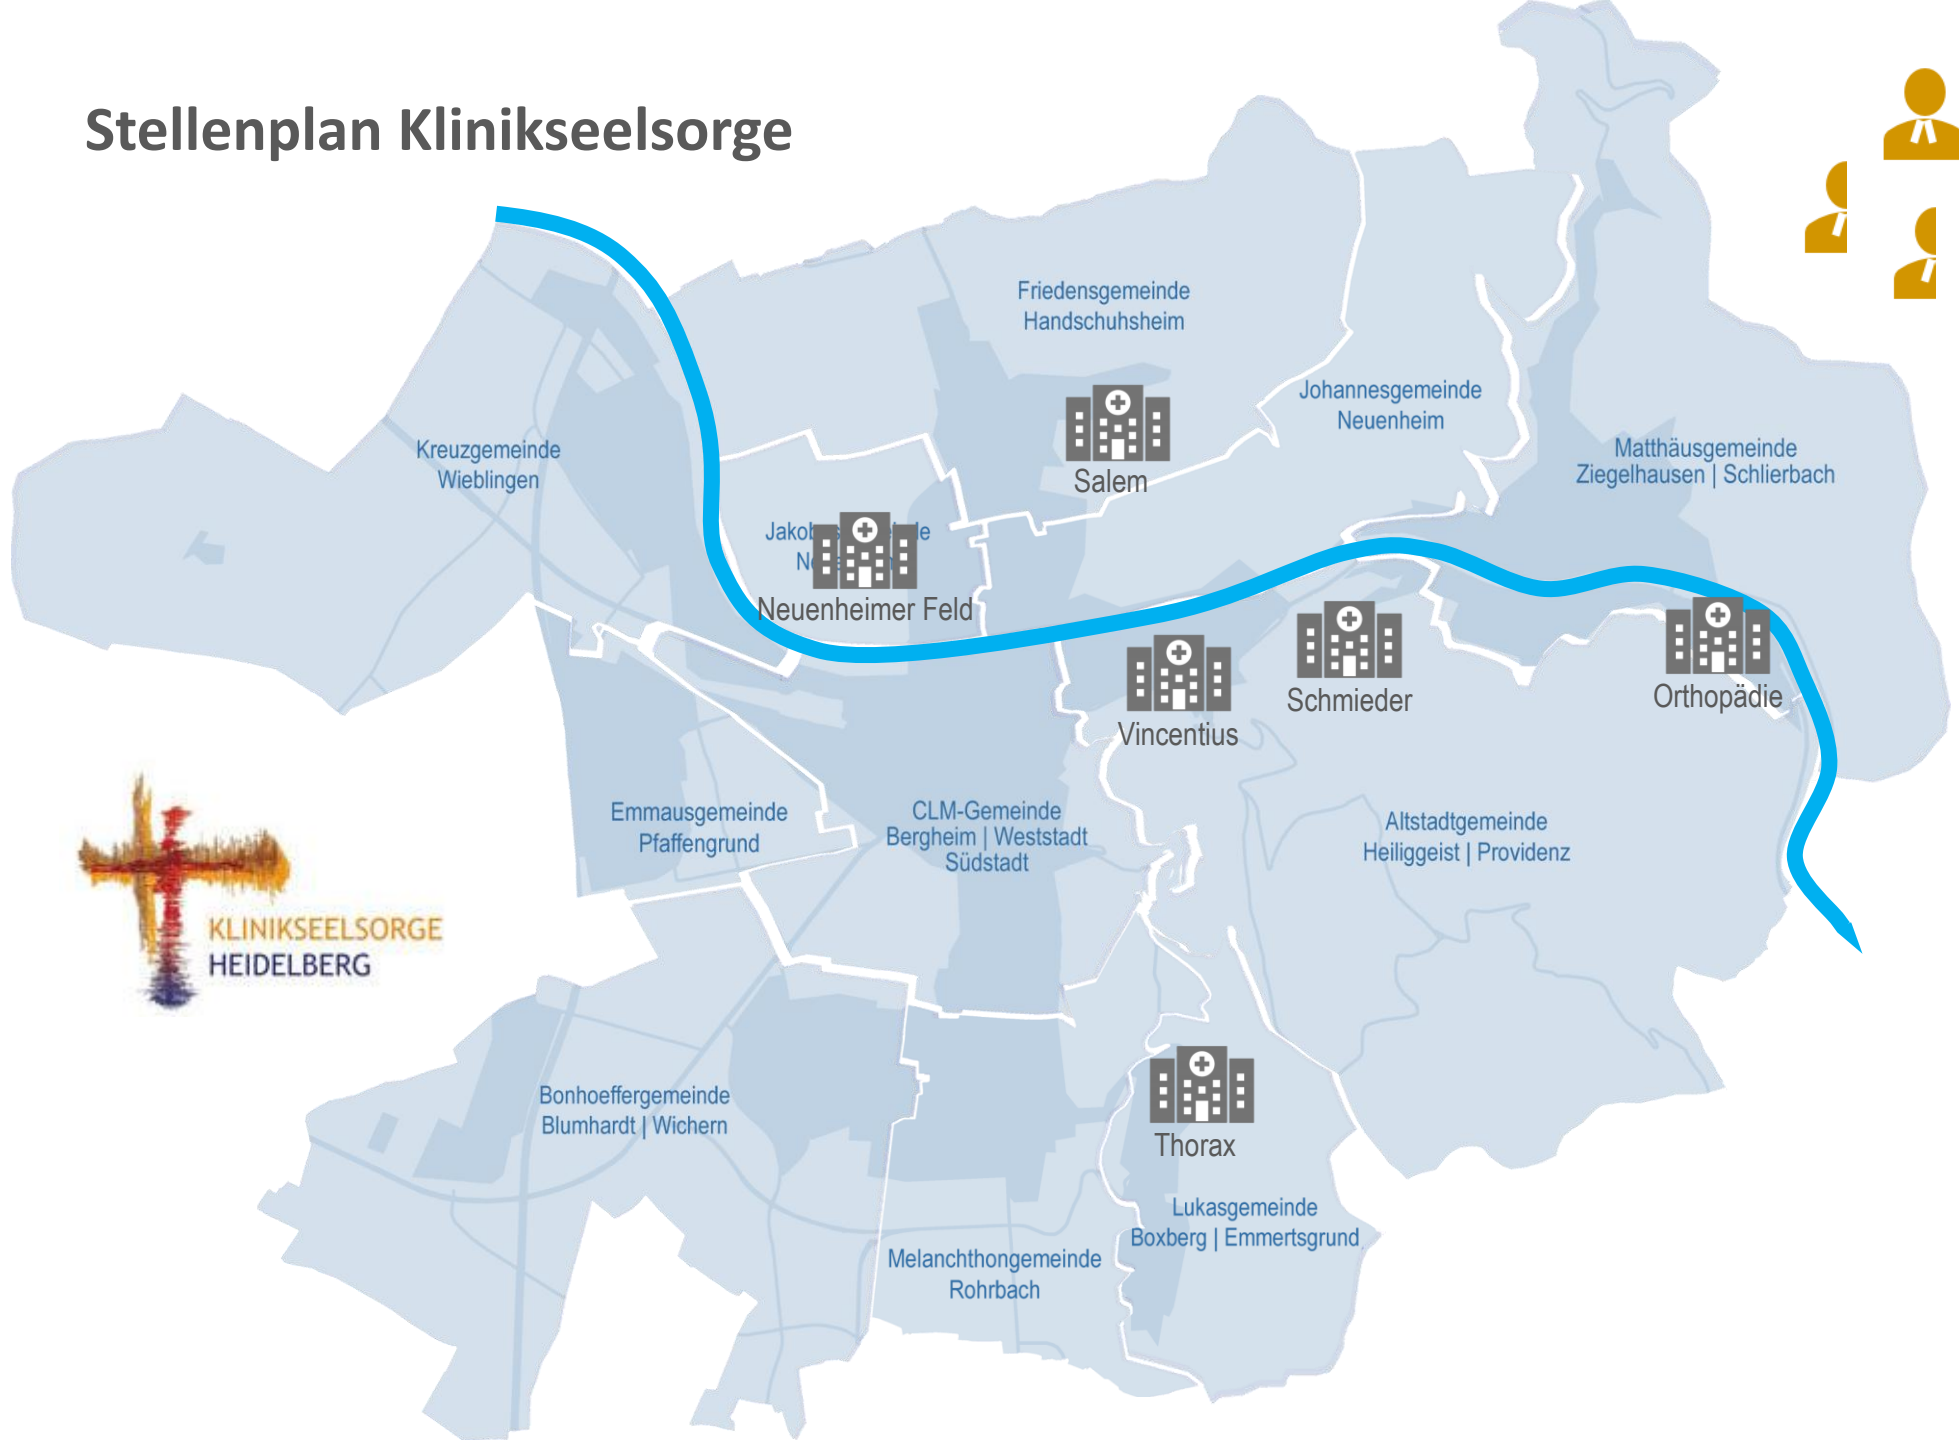 Stellenplan Klinikseelsorge
Friedensgemeinde
Handschuhsheim
Johannesgemeinde
Neuenheim
Kreuzgemeinde
Wieblingen
Matthäusgemeinde
Ziegelhausen | Schlierbach
Salem
Neuenheimer Feld
Schmieder
Orthopädie
Vincentius
Emmausgemeinde
Pfaffengrund
CLM-Gemeinde
Bergheim | Weststadt
Südstadt
Altstadtgemeinde
Heiliggeist | Providenz
KLINIKSEELSORGE
HEIDELBERG
Bonhoeffergemeinde
Blumhardt | Wichern
Thorax
Lukasgemeinde
Boxberg | Emmertsgrund
Melanchthongemeinde
Rohrbach